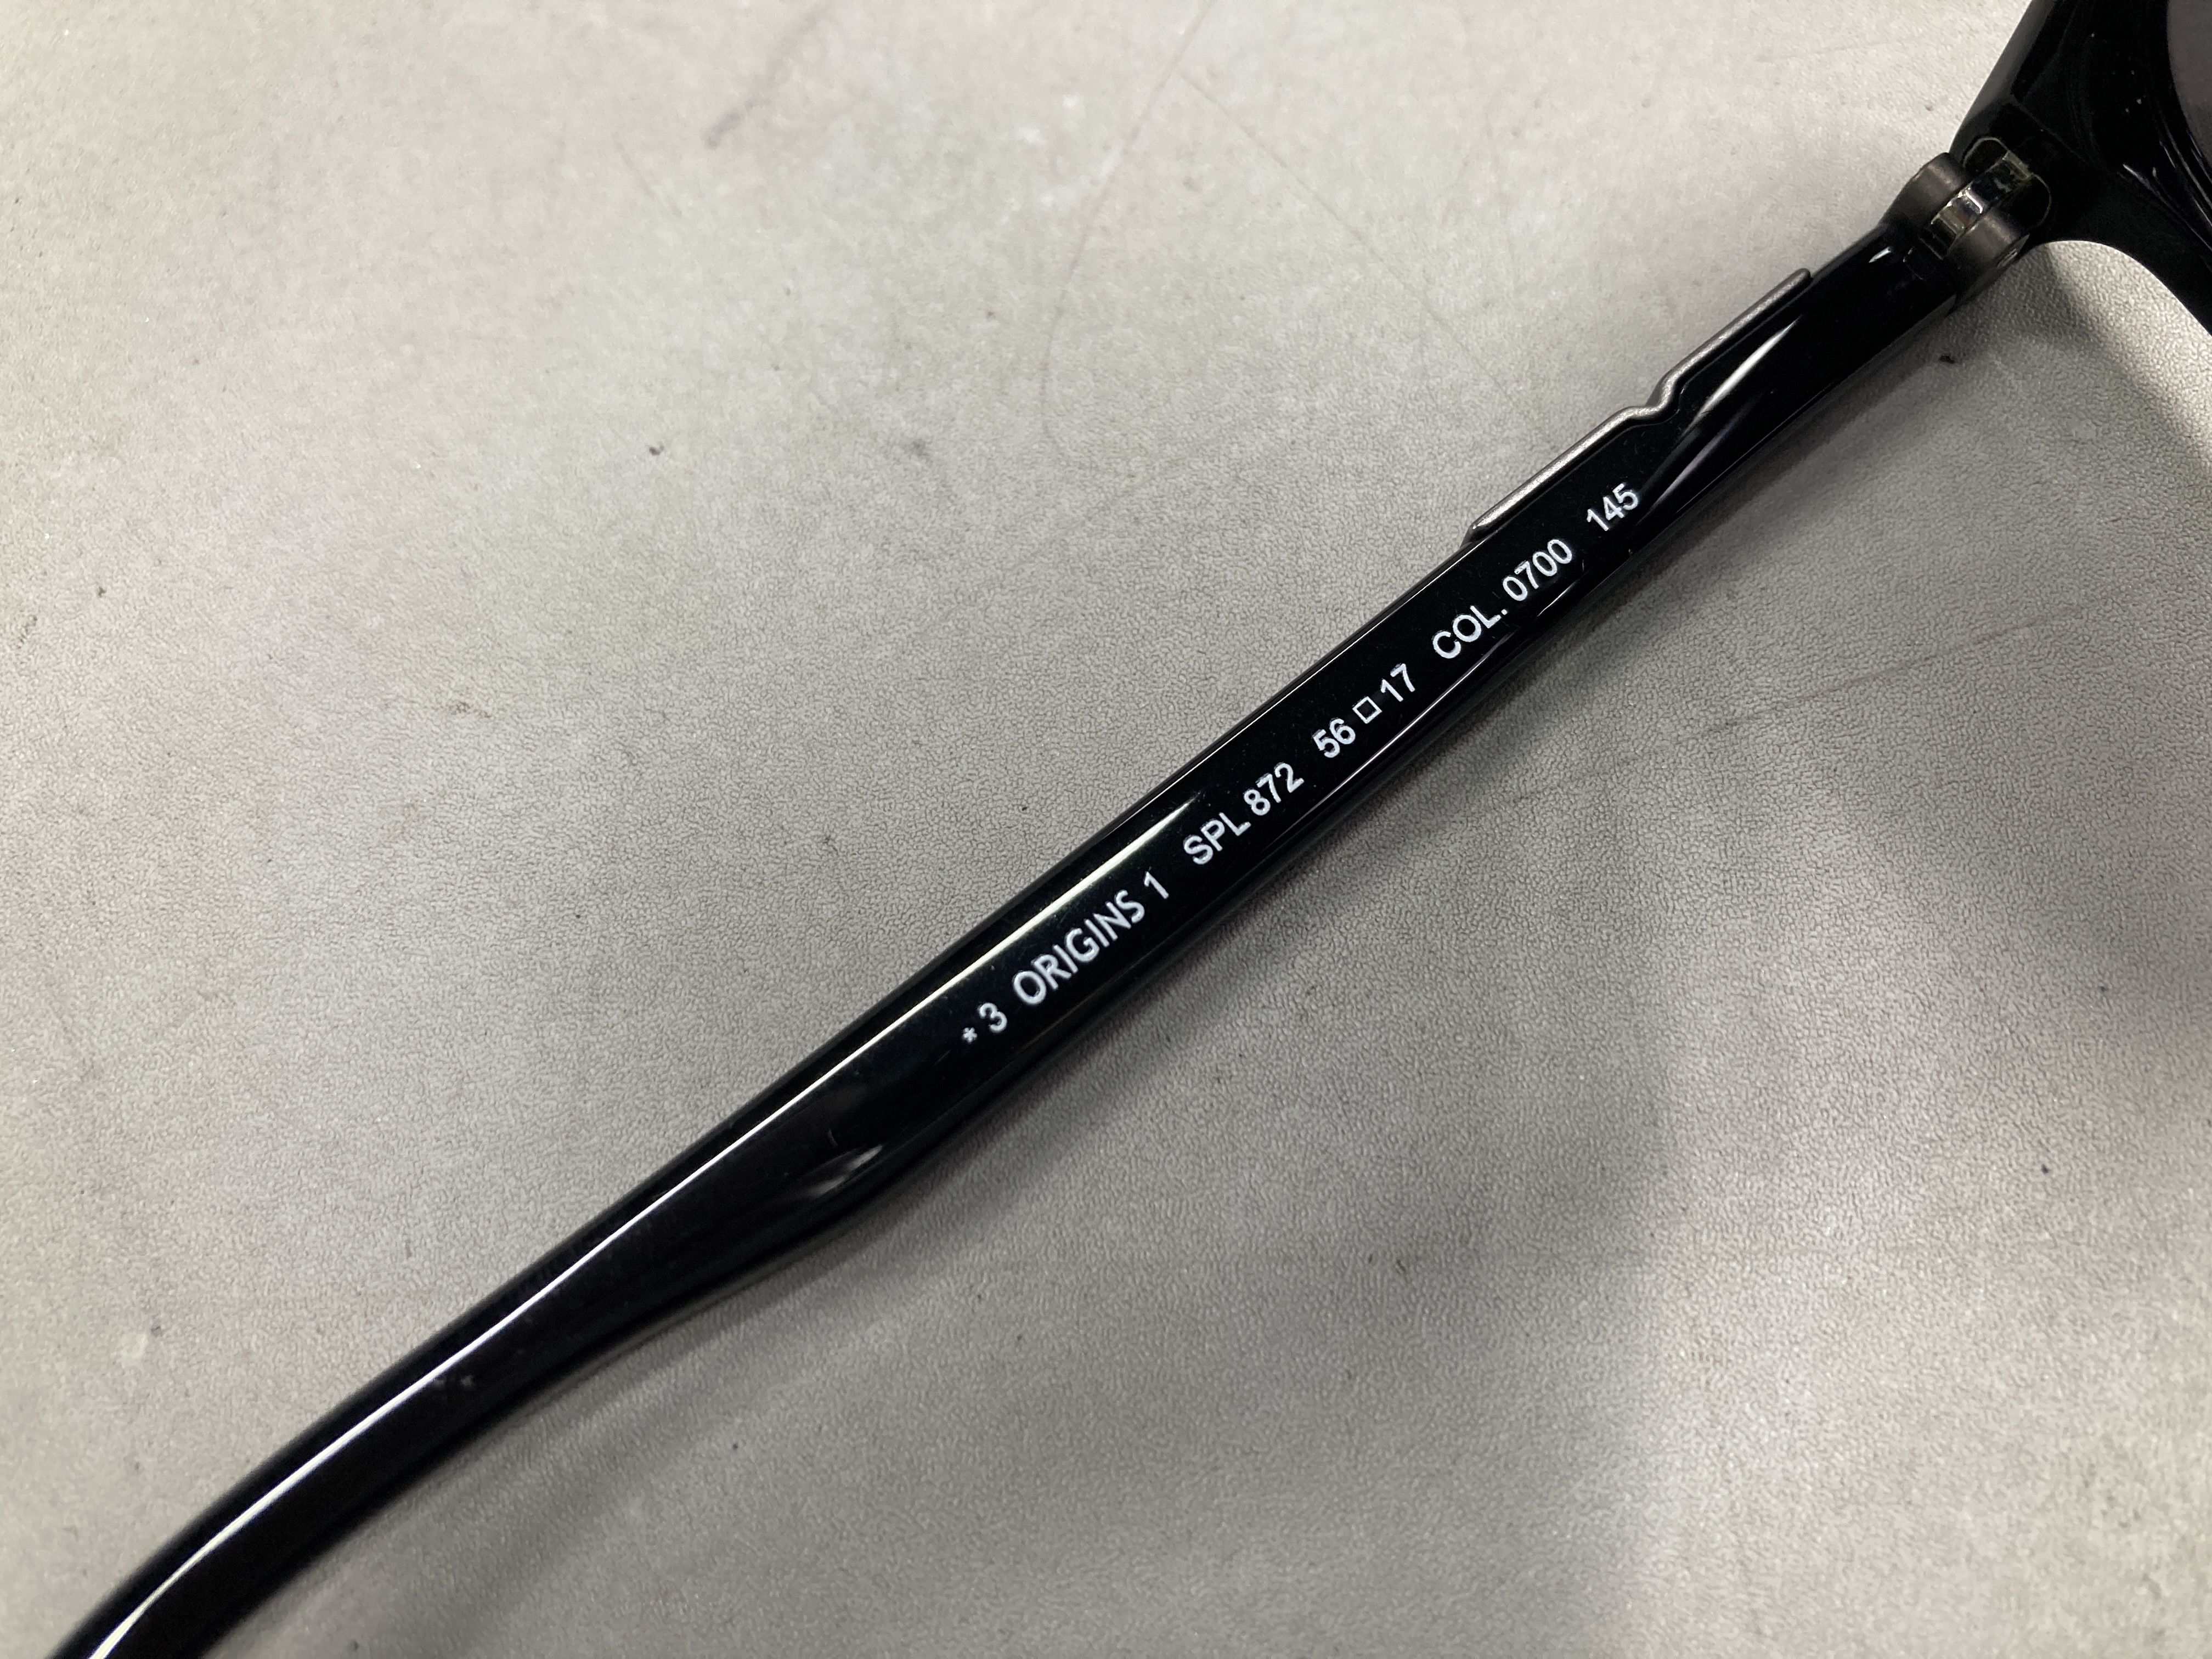 * 3 ORIGINS 1 SPL 872 56□17 COL. 0700 145